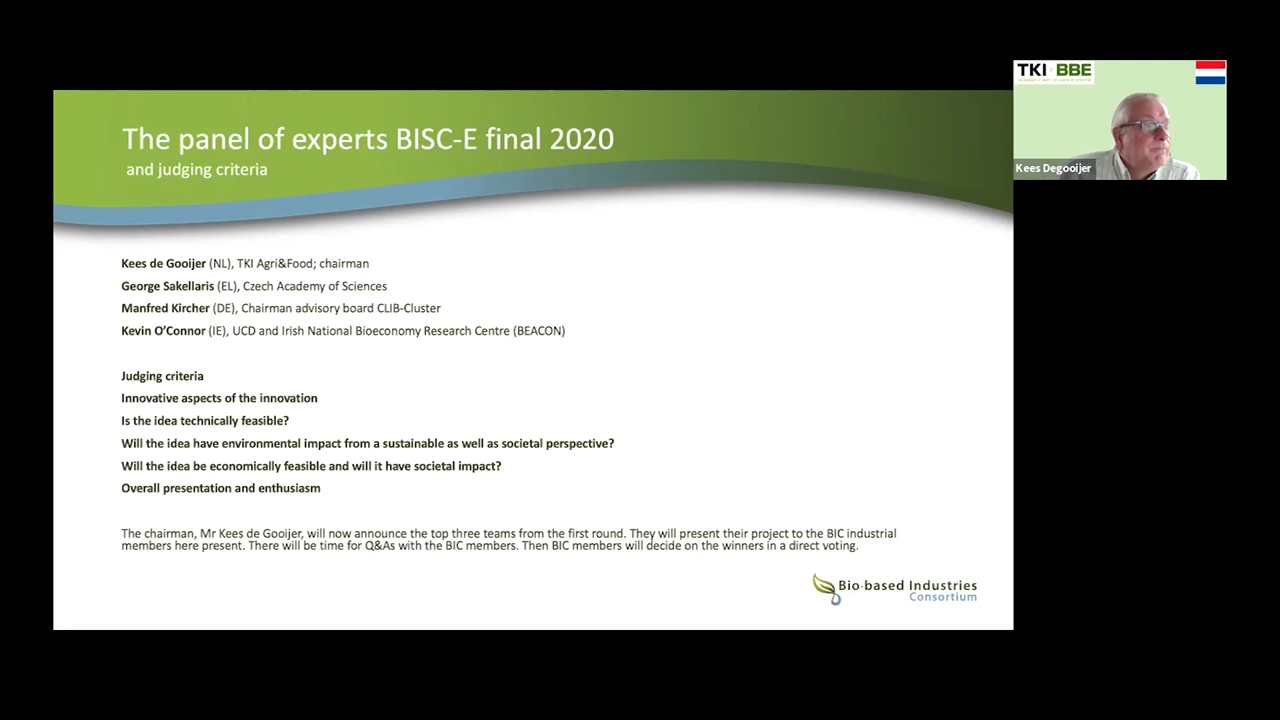 The panel of experts BISC-E final 2020
and judging criteria
TKI BBE
Kees Degooijer
Kees de Gooijer (NL), TKI Agri&Food; chairman
George Sakellaris (EL), Czech Academy of Sciences
Manfred Kircher (DE), Chairman advisory board CLIB-Cluster
Kevin O’Connor (IE), UCD and Irish National Bioeconomy Research Centre (BEACON)
Judging criteria
Innovative aspects of the innovation
Is the idea technically feasible?
Will the idea have environmental impact from a sustainable as well as societal perspective?
Will the idea be economically feasible and will it have societal impact?
Overall presentation and enthusiasm
The chairman, Mr Kees de Gooijer, will now announce the top three teams from the first round. They will present their project to the BIC industrial
members here present. There will be time for Q&As with the BIC members. Then BIC members will decide on the winners in a direct voting.
Bio-based Industries
Consortium